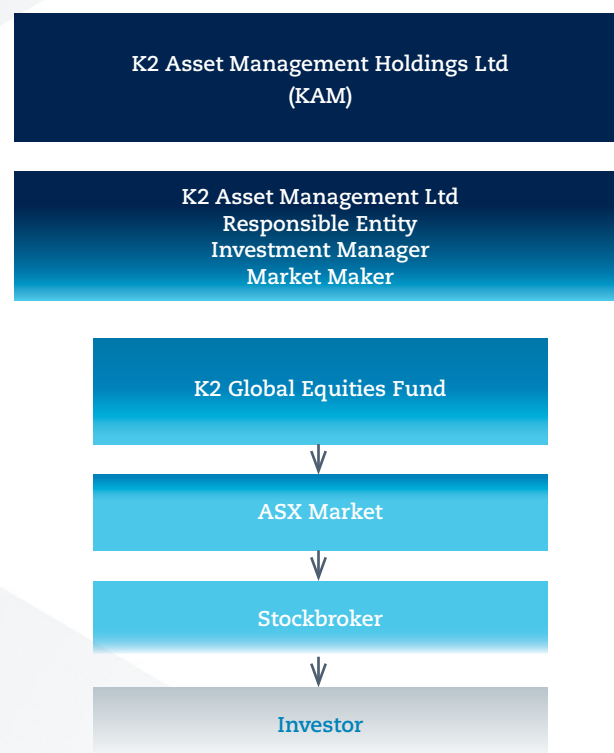 K2 Asset Management Holdings Ltd
(KAM)
K2 Asset Management Ltd
Responsible Entity
Investment Manager
Market Maker
K2 Global Equities Fund
ASX Market
Stockbroker
Investor